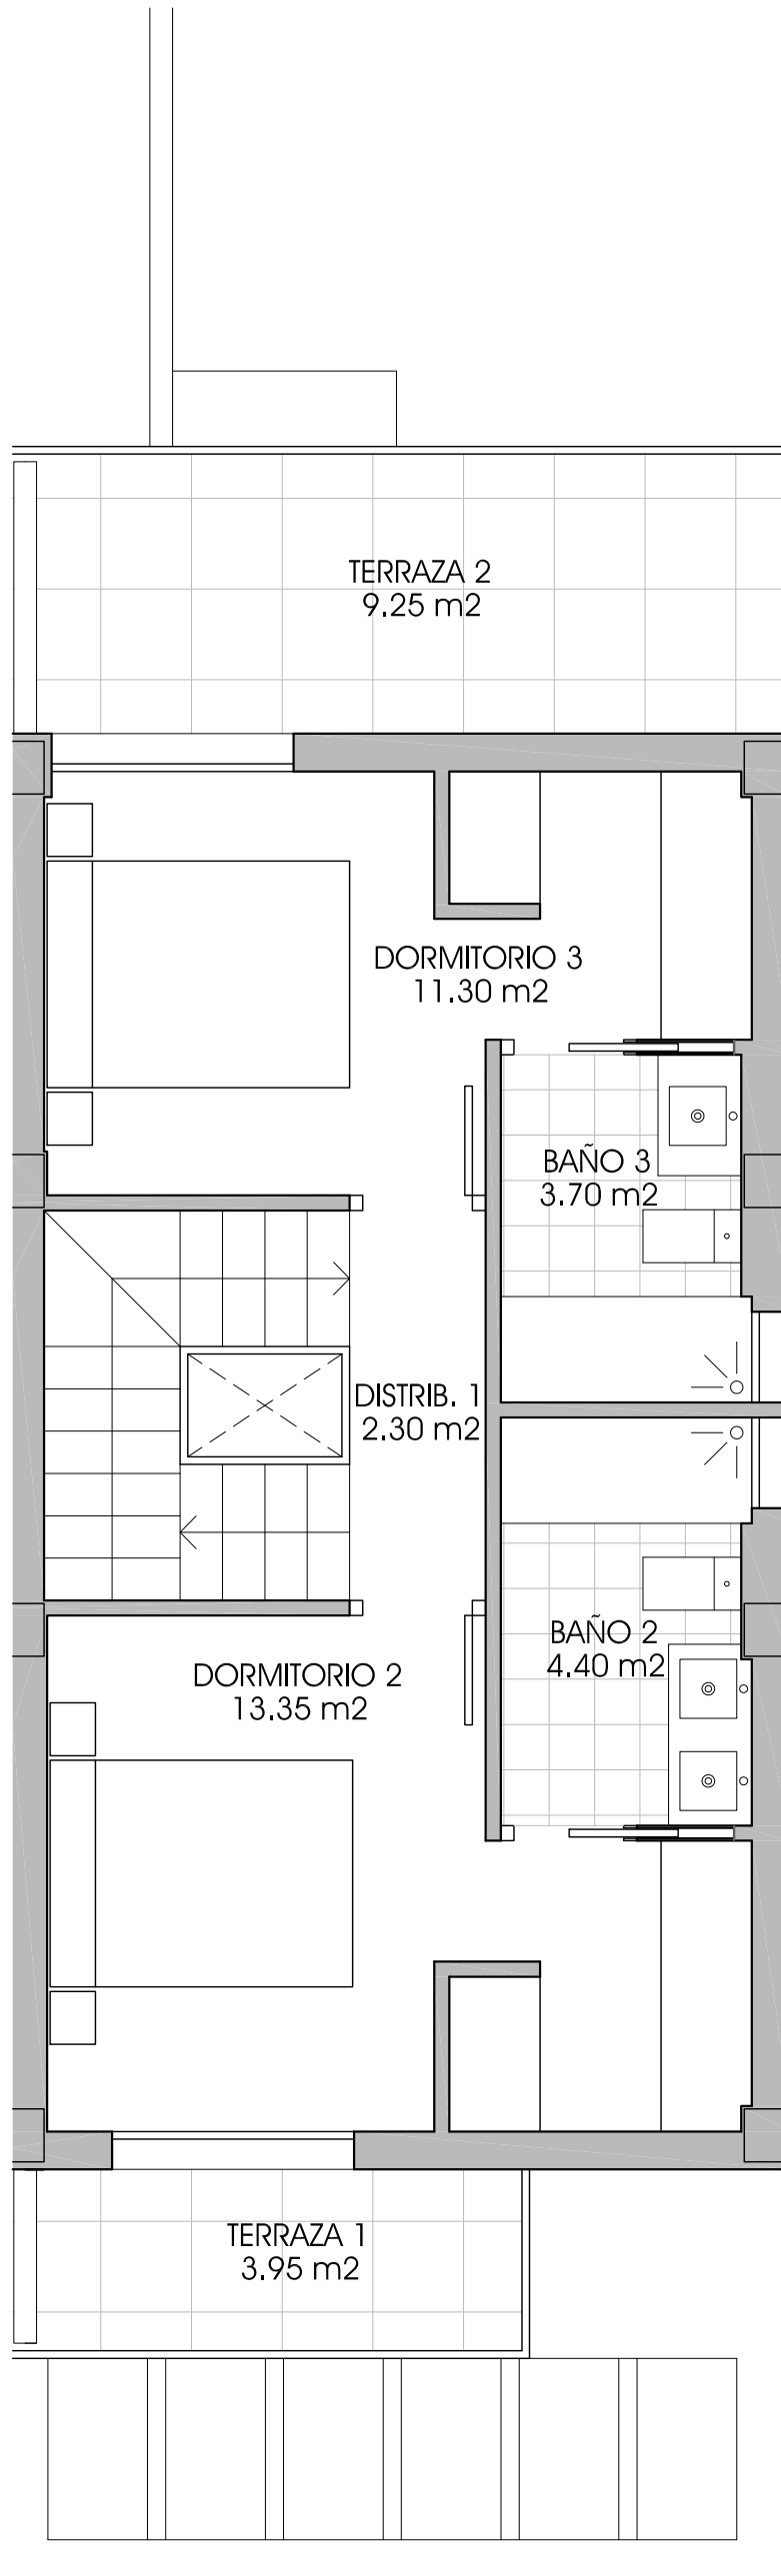 TERRAZA 2
9.25 m2
DORMITORIO 3
11.30 m2
BAÑO 3
3.70 m2
DISTRIB. 1
2.30 m2
BAÑO 2
4.40 m2
DORMITORIO 2
13.35 m2
TERRAZA 1
3.95 m2